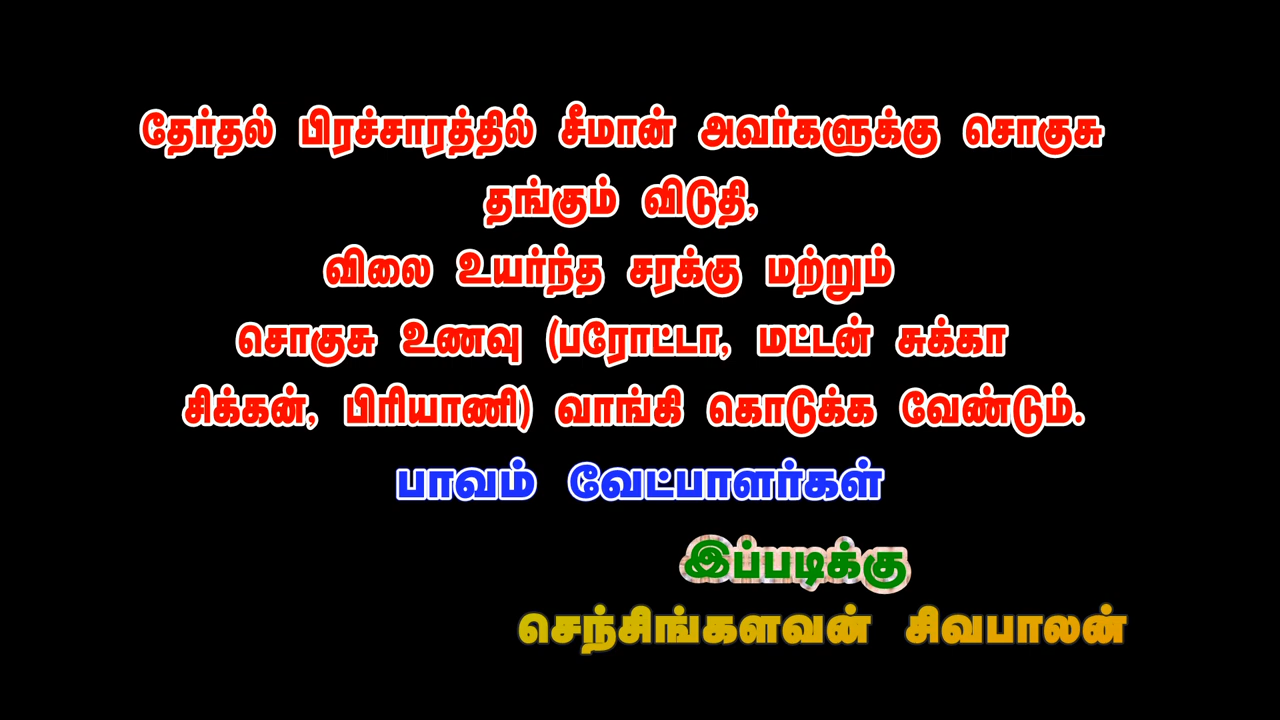 தேர்தல் பிரச்சாரத்தில் சீமான் அவர்களுக்கு சொகுசு
தங்கும் விடுதி,
விலை உயர்ந்த சரக்கு மற்றும்
சொகுசு உணவு (பரோட்டா, மட்டன் சுக்கா
சிக்கன், பிரியாணி) வாங்கி கொடுக்க வேண்டும்.
பாவம் வேட்பாளர்கள்
இப்படிக்கு
செந்சிங்களவன் சிவபாலன்